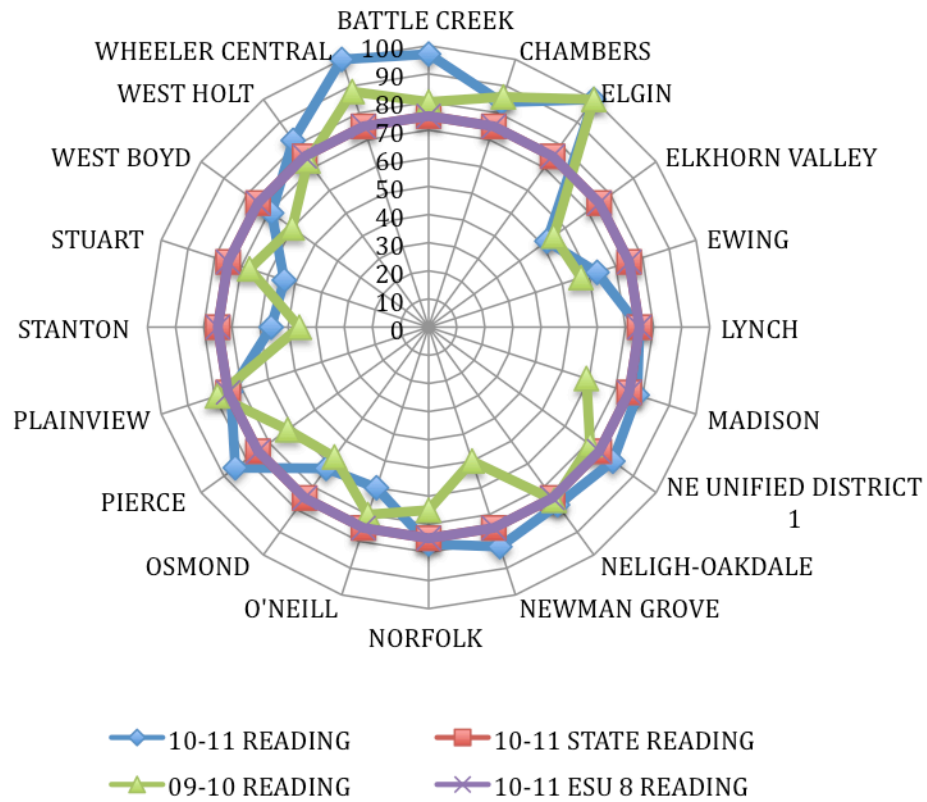 BATTLE CREEK
WHEELER CENTRAL
100
CHAMBERS
WEST HOLT
90
ELGIN
80
WEST BOYD
70
ELKHORN VALLEY
60
50
STUART
40
EWING
30
20
10
STANTON
0
LYNCH
PLAINVIEW
MADISON
PIERCE
NE UNIFIED DISTRICT
1
OSMOND
NELIGH-OAKDALE
O'NEILL
NEWMAN GROVE
NORFOLK
10-11 READING
10-11 STATE READING
09-10 READING
10-11 ESU 8 READING